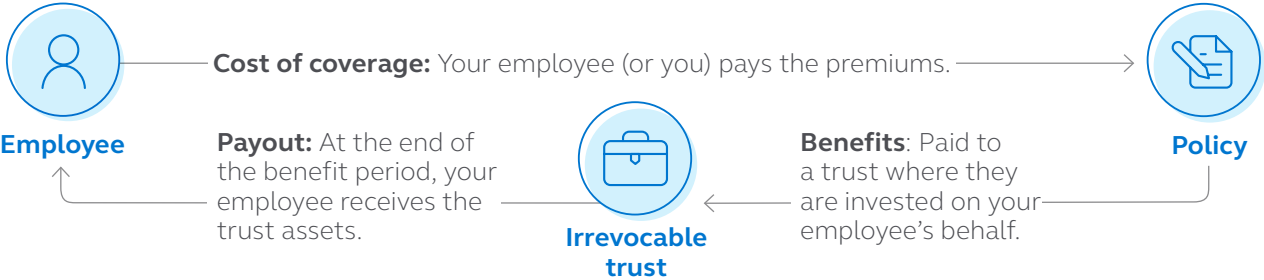 Cost of coverage: Your employee (or you) pays the premiums.
Employee
Policy
Payout: At the end of
the benefit period, your
employee receives the
trust assets.
Irrevocable
trust
Benefits: Paid to
a trust where they
are invested on your
employee’s behalf.